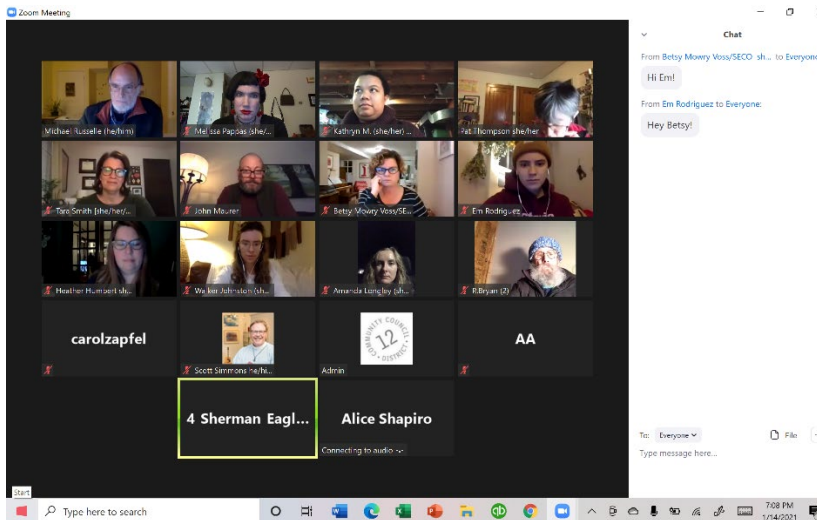 Zoom Meeting
Michael Russelle (he/him)
Melissa Pappas (she/...
Kathryn M. (she/her) ...
Pat Thompson she/her
Tara Smith [she/her/...
John Maurer
Betsy Mowry Voss/SE...
Em Rodriguez
Heather Humbert sh...
Walker Johnston (sh...
Amanda Longley (sh...
R.Bryan (2)
carolzapfel
Scott Simmons he/hi...
COMMUNITY COUNCIL
12
DISTRICT
Admin
AA
4 Sherman Eagl...
Alice Shapiro
Connecting to audio
Chat
From Betsy Mowry Voss/SECO sh... to Everyone
Hi Em!
From Em Rodriguez to Everyone:
Hey Betsy!
To: Everyone
File
Type message here...
Start
Type here to search
7:08 PM
1/14/2021